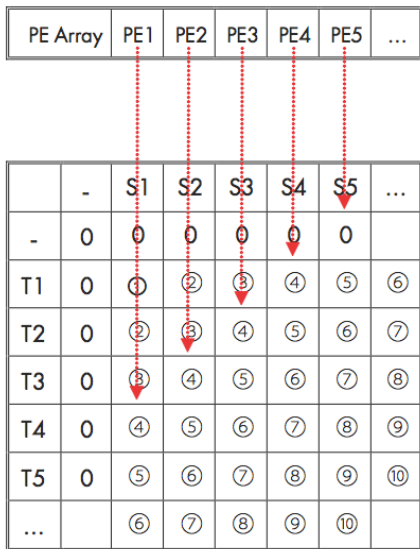 PE Array PE1 PE2 PE3 PE4 PE5 ...
- S1 S2 S3 S4 S5 ...
- 0 0 0 0 0 0
T1 0 ① ② ③ ④ ⑤ ⑥
T2 0 ② ③ ④ ⑤ ⑥ ⑦
T3 0 ③ ④ ⑤ ⑥ ⑦ ⑧
T4 0 ④ ⑤ ⑥ ⑦ ⑧ ⑨
T5 0 ⑤ ⑥ ⑦ ⑧ ⑨ ⑩
... ⑥ ⑦ ⑧ ⑨ ⑩